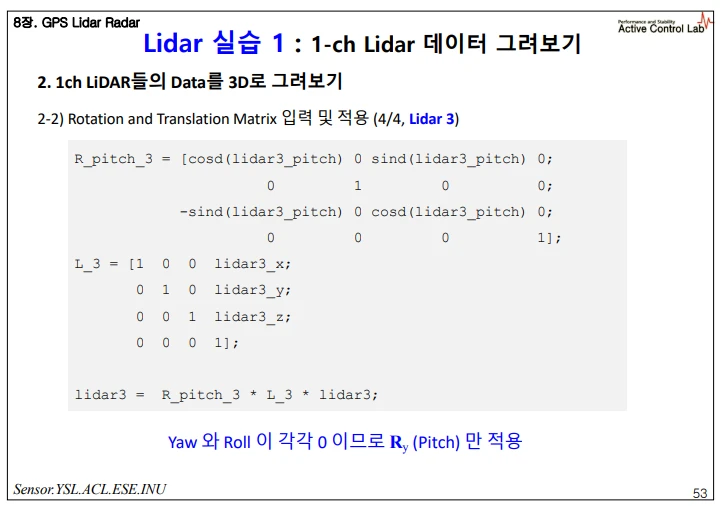 8장. GPS Lidar Radar
Performance and Stability
Active Control Lab
Lidar 실습 1 : 1-ch Lidar 데이터 그려보기
2. 1ch LiDAR들의 Data를 3D로 그려보기
2-2) Rotation and Translation Matrix 입력 및 적용 (4/4, Lidar 3)
R_pitch_3 = [cosd(lidar3_pitch) 0 sind(lidar3_pitch) 0;
0 1 0 0;
-sind(lidar3_pitch) 0 cosd(lidar3_pitch) 0;
0 0 0 1];
L_3 = [1 0 0 lidar3_x;
0 1 0 lidar3_y;
0 0 1 lidar3_z;
0 0 0 1];
lidar3 = R_pitch_3 * L_3 * lidar3;
Yaw 와 Roll 이 각각 0 이므로 Ry (Pitch) 만 적용
Sensor.YSL.ACL.ESE.INU
53